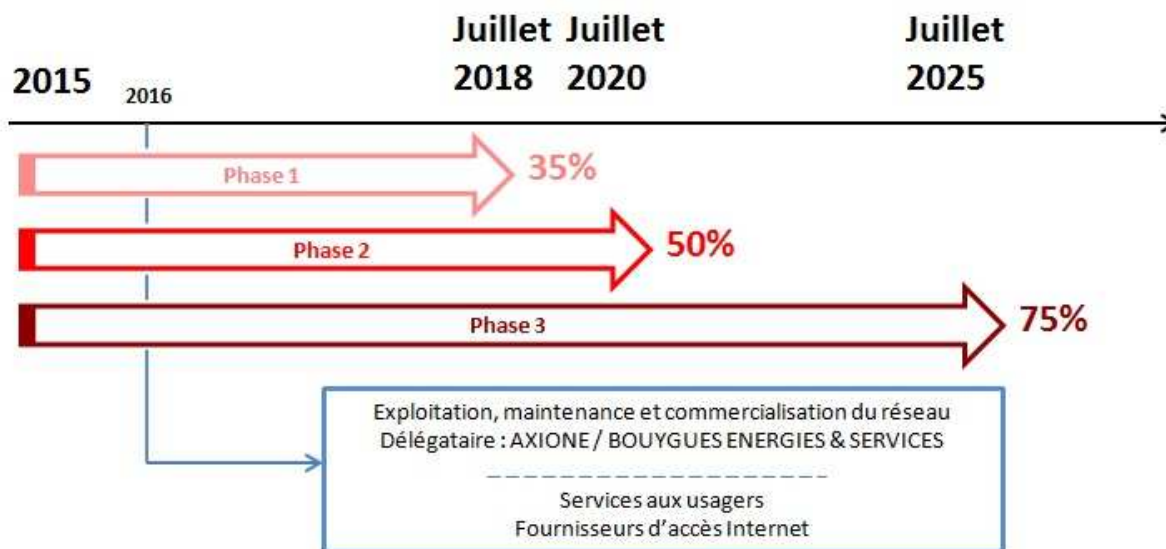 Juillet Juillet Juillet
2015 2016 2018 2020 2025
Phase 1 35%
Phase 2 50%
Phase 3 75%
Exploitation, maintenance et commercialisation du réseau
Délégataire : AXIONE / BOUYGUES ENERGIES & SERVICES
Services aux usagers
Fournisseurs d'accès Internet